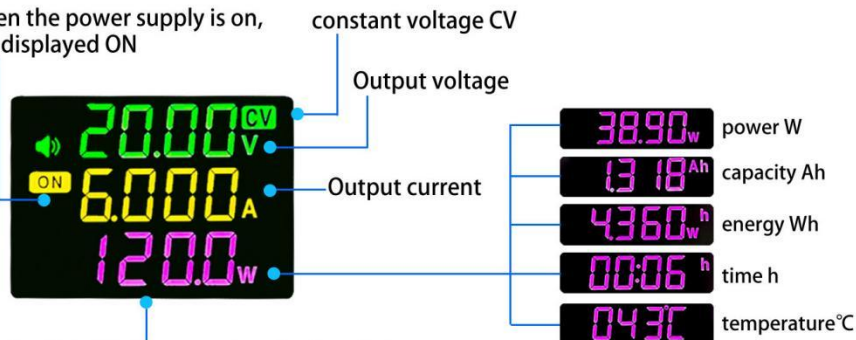 en the power supply is on,
displayed ON
constant voltage CV
Output voltage
20.00 V CV
ON 6.000 A
Output current
120.0 W
38.90 w power W
1.318 Ah capacity Ah
4.360 wh energy Wh
00:06 h time h
043℃ temperature℃